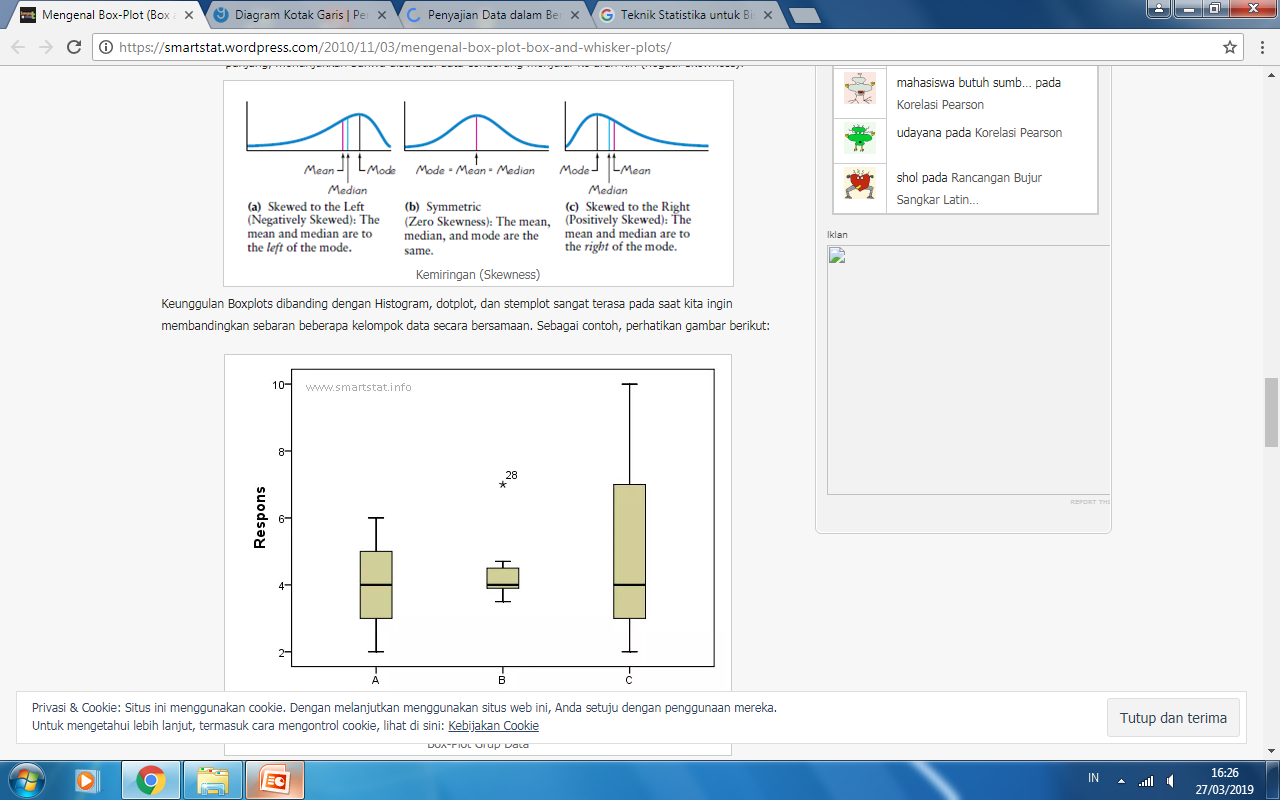 Mengenal Box-Plot (Box a
Diagram Kotak Garis | Pe
Penyajian Data dalam Be
Teknik Statistika untuk Bi
https://smartstat.wordpress.com/2010/11/03/mengenal-box-plot-box-and-whisker-plots/
Mean
Mode
Median
Mode = Mean = Median
Mode
Mean
Median
(a) Skewed to the Left
(Negatively Skewed): The
mean and median are to
the left of the mode.
(b) Symmetric
(Zero Skewness): The mean,
median, and mode are the
same.
(c) Skewed to the Right
(Positively Skewed): The
mean and median are to
the right of the mode.
Kemiringan (Skewness)
Keunggulan Boxplots dibanding dengan Histogram, dotplot, dan stemplot sangat terasa pada saat kita ingin
membandingkan sebaran beberapa kelompok data secara bersamaan. Sebagai contoh, perhatikan gambar berikut:
www.smartstat.info
Respons
10
8
6
4
2
28
A
B
C
Box-Plot Grup Data
mahasiswa butuh sumb... pada
Korelasi Pearson
udayana pada Korelasi Pearson
shol pada Rancangan Bujur
Sangkar Latin...
Iklan
REPORT THI
Privasi & Cookie: Situs ini menggunakan cookie. Dengan melanjutkan menggunakan situs web ini, Anda setuju dengan penggunaan mereka.
Untuk mengetahui lebih lanjut, termasuk cara mengontrol cookie, lihat di sini: Kebijakan Cookie
Tutup dan terima
IN
16:26
27/03/2019